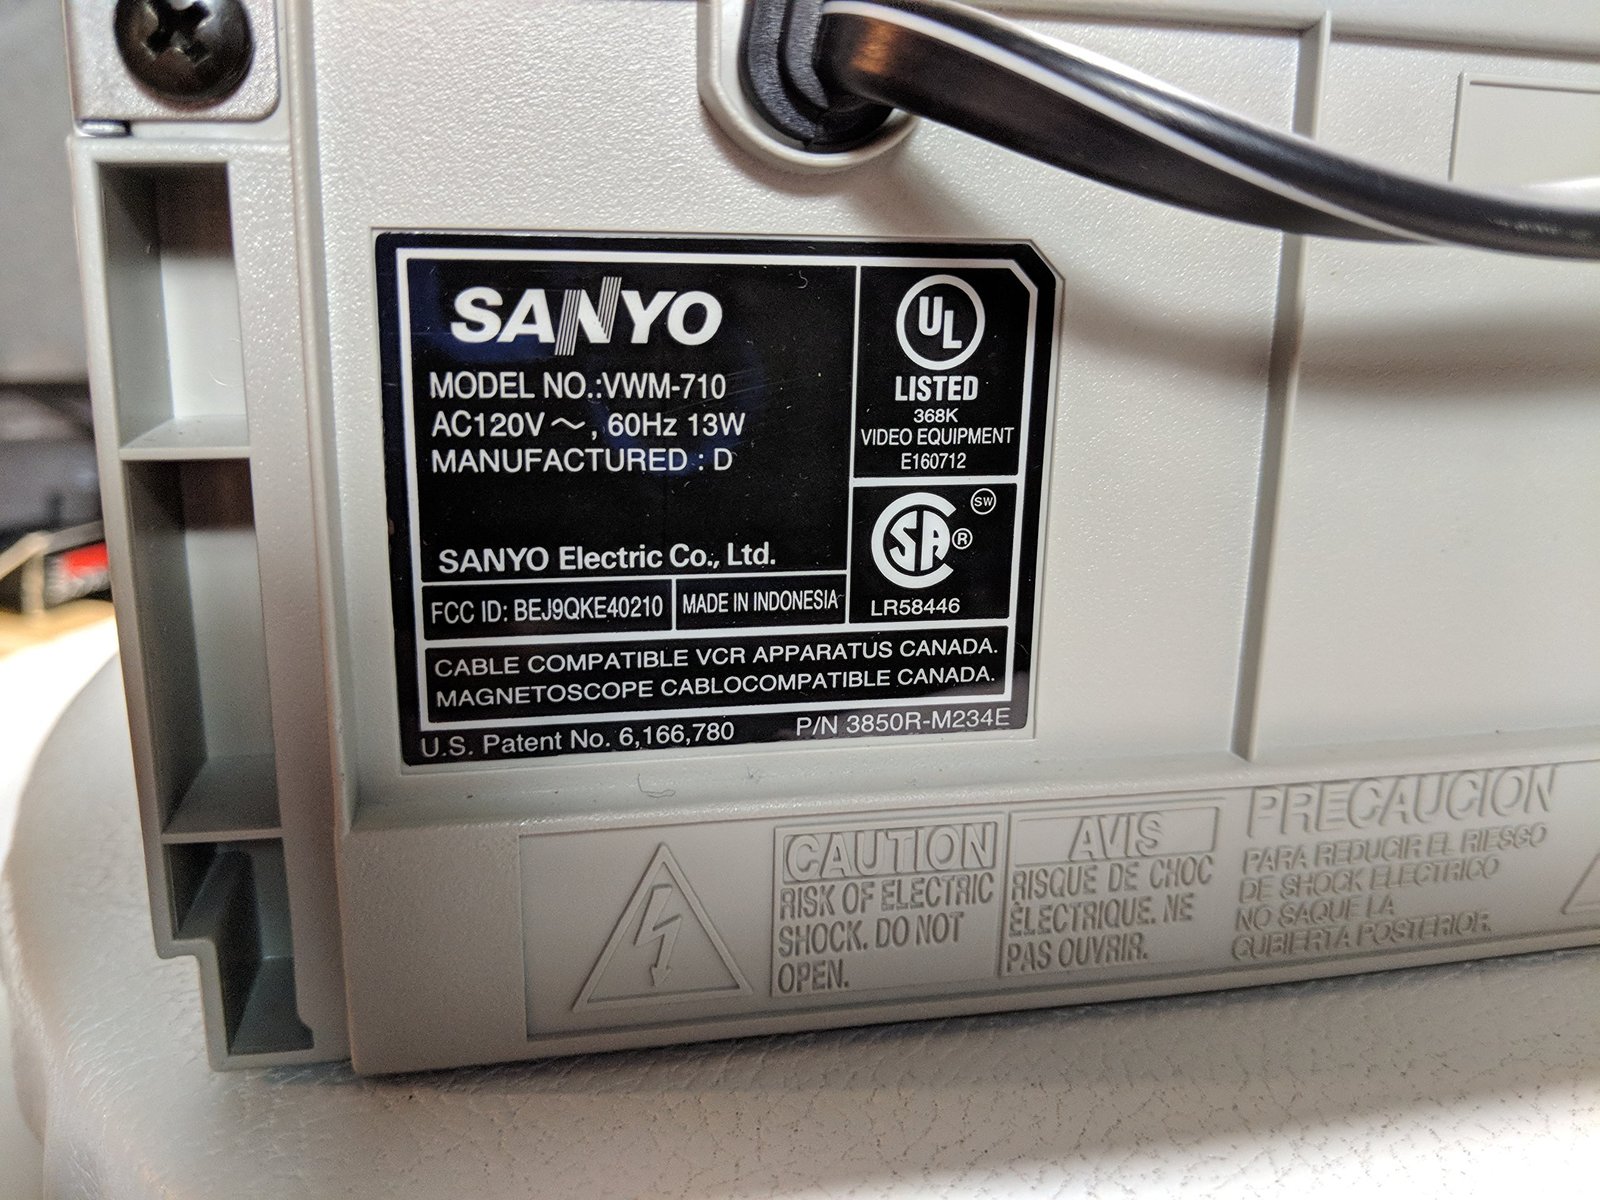 SANYO
MODEL NO.:VWM-710
AC120V～, 60Hz 13W
MANUFACTURED : D
SANYO Electric Co., Ltd.
FCC ID: BEJ9QKE40210
MADE IN INDONESIA
UL
LISTED
368K
VIDEO EQUIPMENT
E160712
SW
CSA ®
LR58446
CABLE COMPATIBLE VCR APPARATUS CANADA.
MAGNETOSCOPE CABLOCOMPATIBLE CANADA.
U.S. Patent No. 6,166,780
P/N 3850R-M234E
CAUTION
RISK OF ELECTRIC
SHOCK. DO NOT
OPEN.
AVIS
RISQUE DE CHOC
ÉLECTRIQUE. NE
PAS OUVRIR.
PRECAUCION
PARA REDUCIR EL RIESGO
DE SHOCK ELECTRICO
NO SAQUE LA
CUBIERTA POSTERIOR.